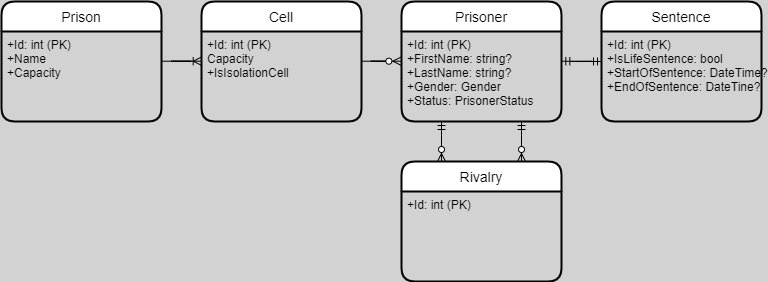 Prison
+Id: int (PK)
+Name
+Capacity
Cell
+Id: int (PK)
Capacity
+IsIsolationCell
Prisoner
+Id: int (PK)
+FirstName: string?
+LastName: string?
+Gender: Gender
+Status: PrisonerStatus
Sentence
+Id: int (PK)
+IsLifeSentence: bool
+StartOfSentence: DateTime?
+EndOfSentence: DateTine?
Rivalry
+Id: int (PK)